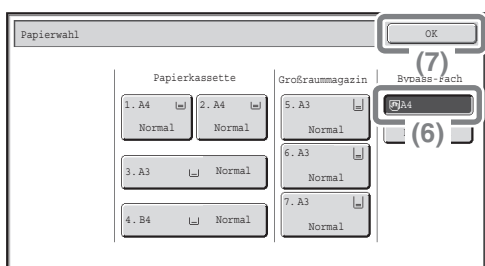 Papierwahl
OK
(7)
Papierkassette
Großraummagazin
Bypass-Fach
1. A4
Normal
2. A4
Normal
5. A3
Normal
A4
(6)
3. A3 Normal
6. A3
Normal
4. B4 Normal
7. A3
Normal